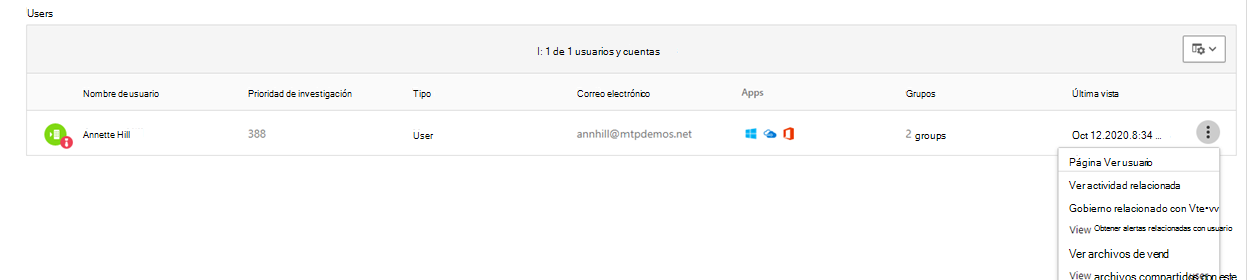 Users
I: 1 de 1 usuarios y cuentas
Nombre de usuario Prioridad de investigación Tipo Correo electrónico Apps Grupos Última vista
Annette Hill 388 User annhill@mtpdemos.net 2 groups Oct 12.2020.8:34 ...
Página Ver usuario
Ver actividad relacionada
Gobierno relacionado con Vte•vv
View Obtener alertas relacionadas con usuario
Ver archivos de vend
View archivos compartidos con este